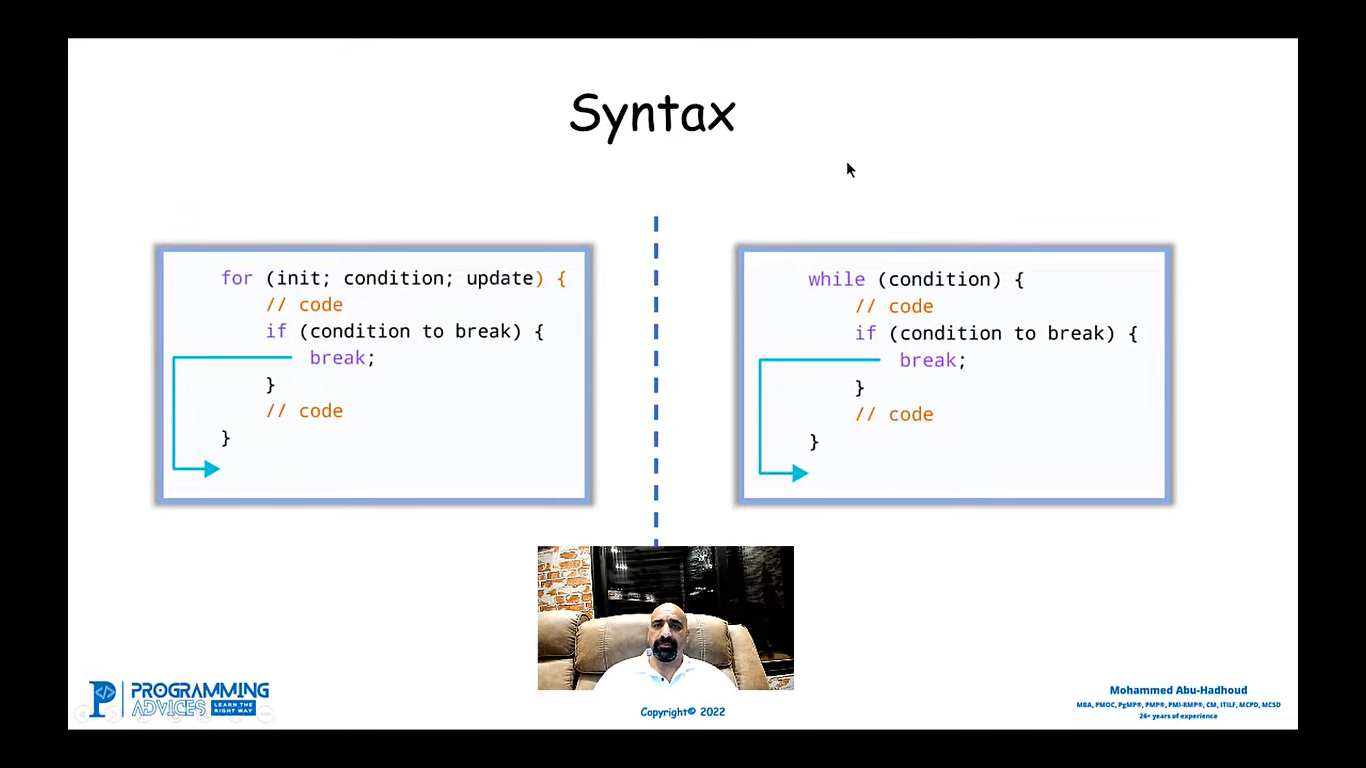 Syntax
for (init; condition; update) {
// code
if (condition to break) {
break;
}
// code
}
while (condition) {
// code
if (condition to break) {
break;
}
// code
}
PROGRAMMING
ADVICES LEARN THE
RIGHT WAY
Copyright© 2022
Mohammed Abu-Hadhoud
MBA, PMOC, PgMP®, PMP®, PMI-RMP®, CM, ITILF, MCPD, MCSD
26+ years of experience